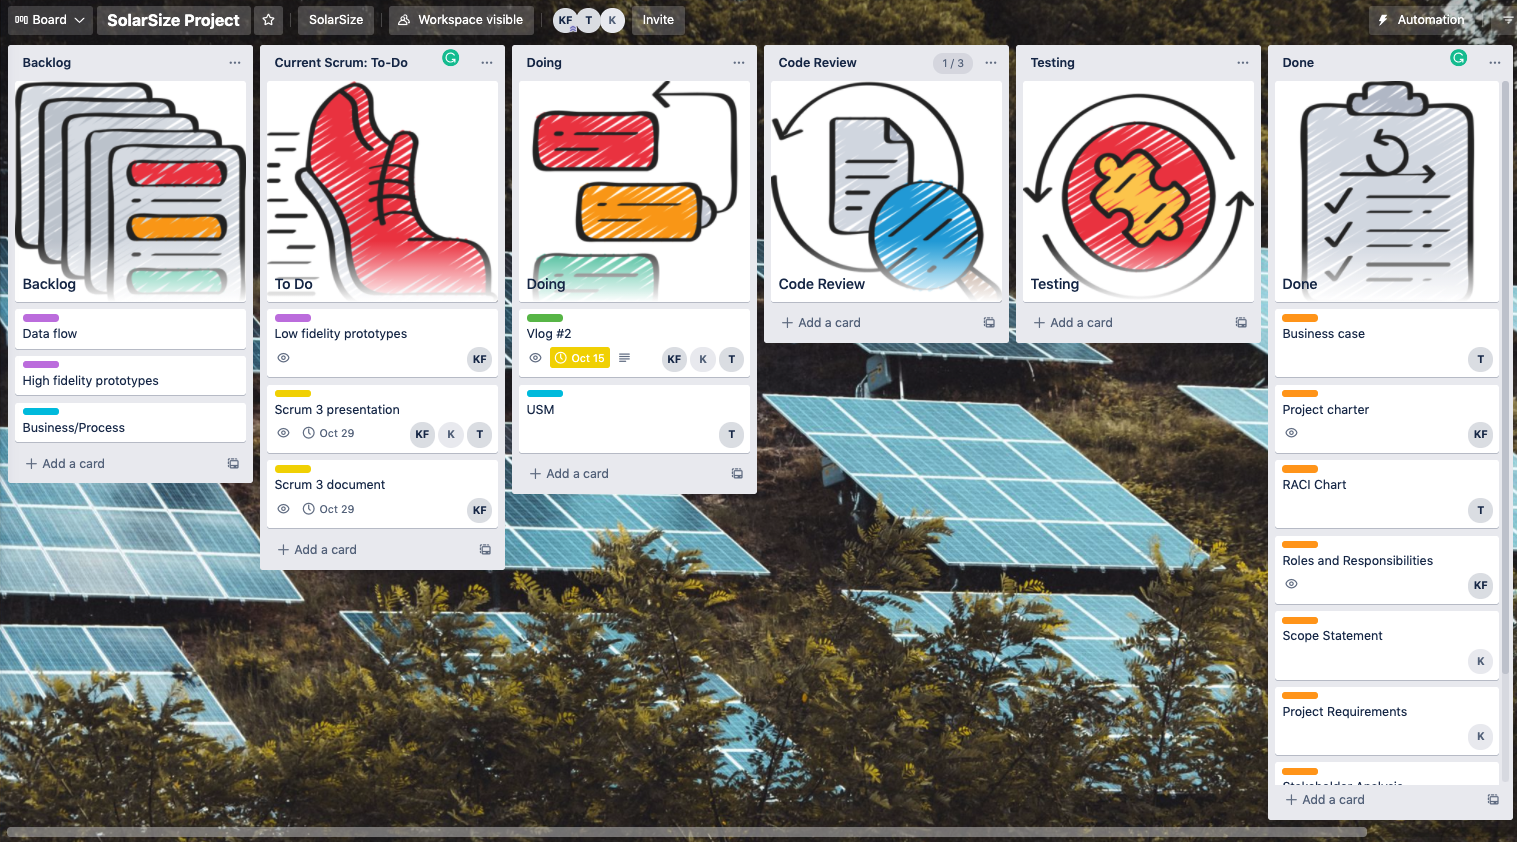 Board
SolarSize Project
SolarSize
Workspace visible
KF
T
K
Invite
Automation
Backlog
Backlog
Data flow
High fidelity prototypes
Business/Process
+ Add a card
Current Scrum: To-Do
To Do
Low fidelity prototypes
KF
Scrum 3 presentation
Oct 29
KF
K
T
Scrum 3 document
Oct 29
KF
+ Add a card
Doing
Doing
Vlog #2
Oct 15
KF
K
T
USM
T
+ Add a card
Code Review
1 / 3
Code Review
+ Add a card
Testing
Testing
+ Add a card
Done
Done
Business case
T
Project charter
KF
RACI Chart
T
Roles and Responsibilities
KF
Scope Statement
K
Project Requirements
K
Stakeholder Analysis
+ Add a card